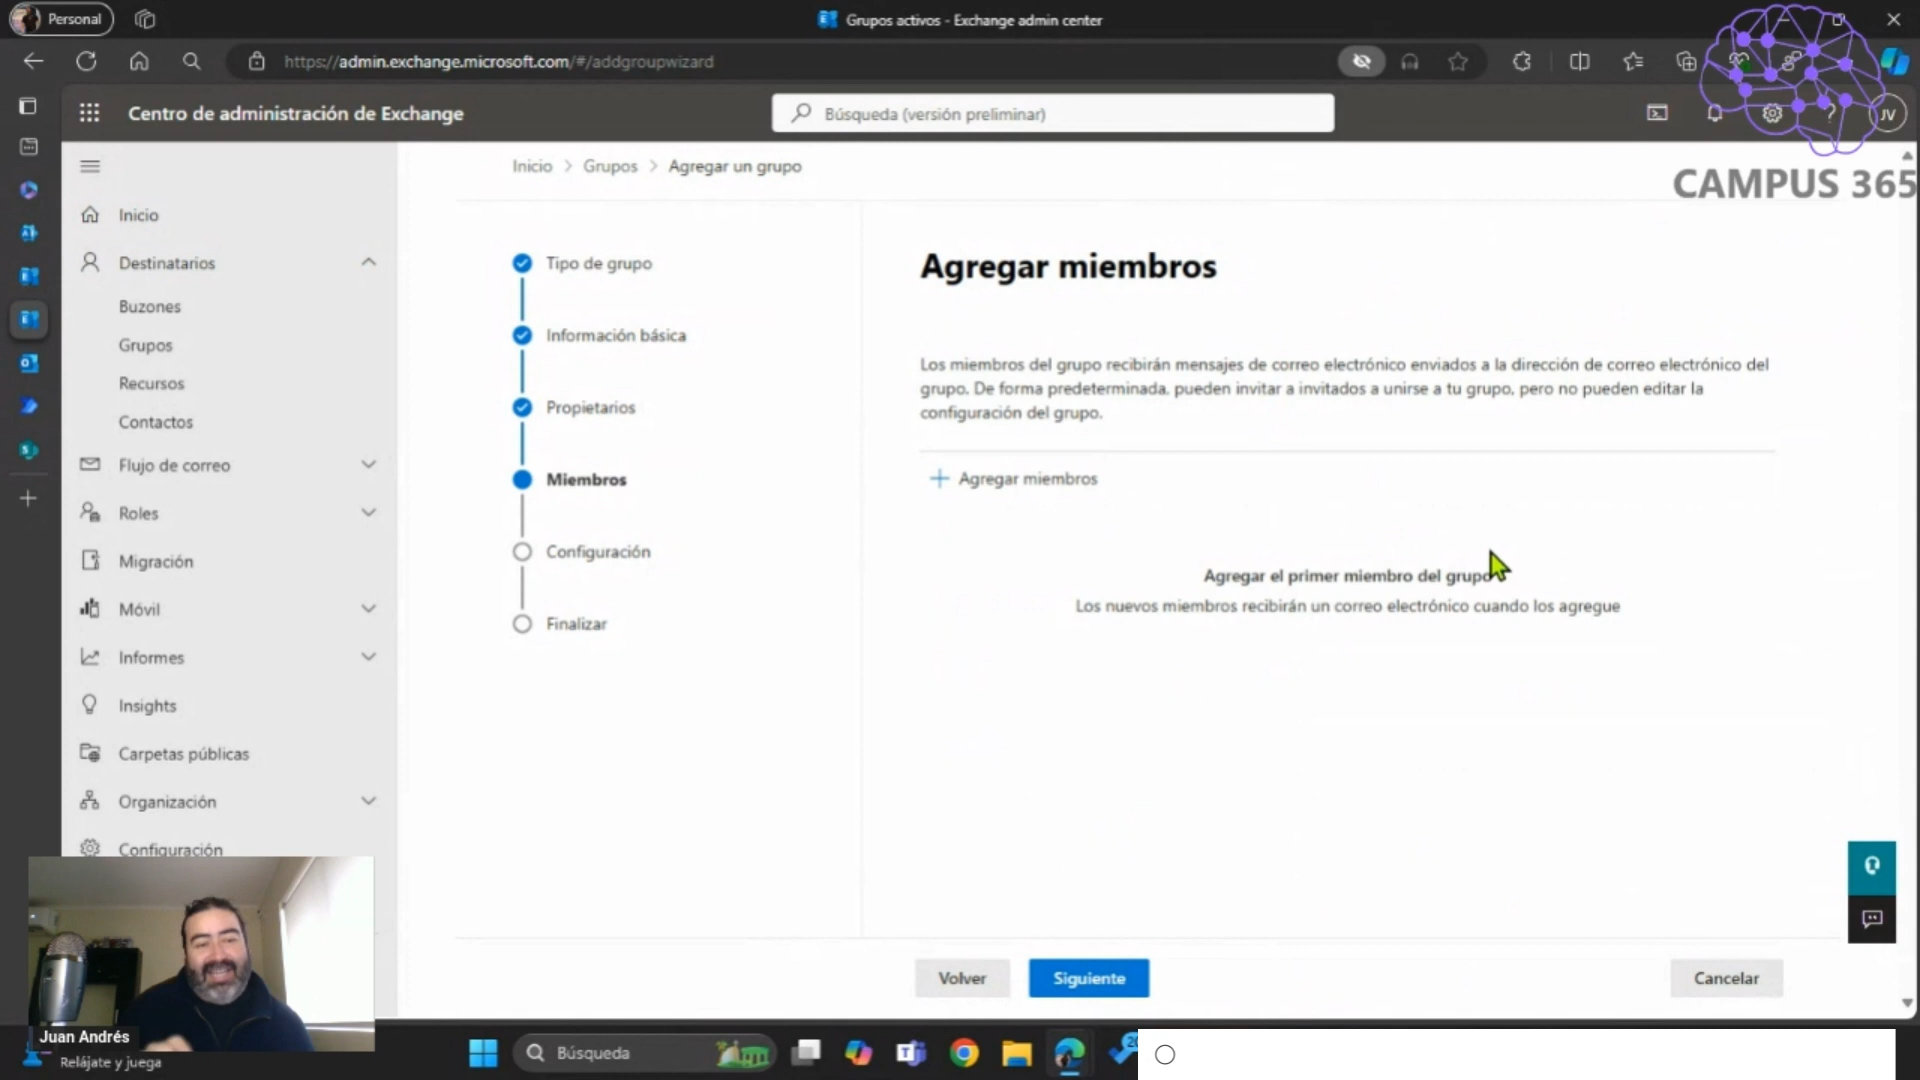 Personal
Grupos activos - Exchange admin center
https://admin.exchange.microsoft.com/#/addgroupwizard
Centro de administración de Exchange
Búsqueda (versión preliminar)
JV
CAMPUS 365
Inicio > Grupos > Agregar un grupo
Inicio
Destinatarios
Buzones
Grupos
Recursos
Contactos
Flujo de correo
Roles
Migración
Móvil
Informes
Insights
Carpetas públicas
Organización
Configuración
Tipo de grupo
Información básica
Propietarios
Miembros
Configuración
Finalizar
Agregar miembros
Los miembros del grupo recibirán mensajes de correo electrónico enviados a la dirección de correo electrónico del
grupo. De forma predeterminada, pueden invitar a invitados a unirse a tu grupo, pero no pueden editar la
configuración del grupo.
Agregar miembros
Agregar el primer miembro del grupo
Los nuevos miembros recibirán un correo electrónico cuando los agregue
Volver
Siguiente
Cancelar
Juan Andrés
Relájate y juega
Búsqueda